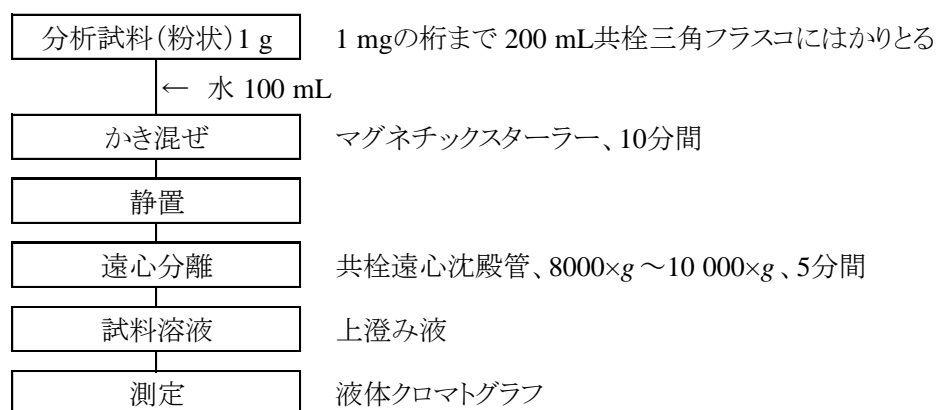 分析試料(粉状)1 g 1 mgの桁まで 200 mL共栓三角フラスコにはかりとる
← 水 100 mL
かき混ぜ マグネチックスターラー、10分間
静置
遠心分離 共栓遠心沈殿管、8000×g～10 000×g、5分間
試料溶液 上澄み液
測定 液体クロマトグラフ